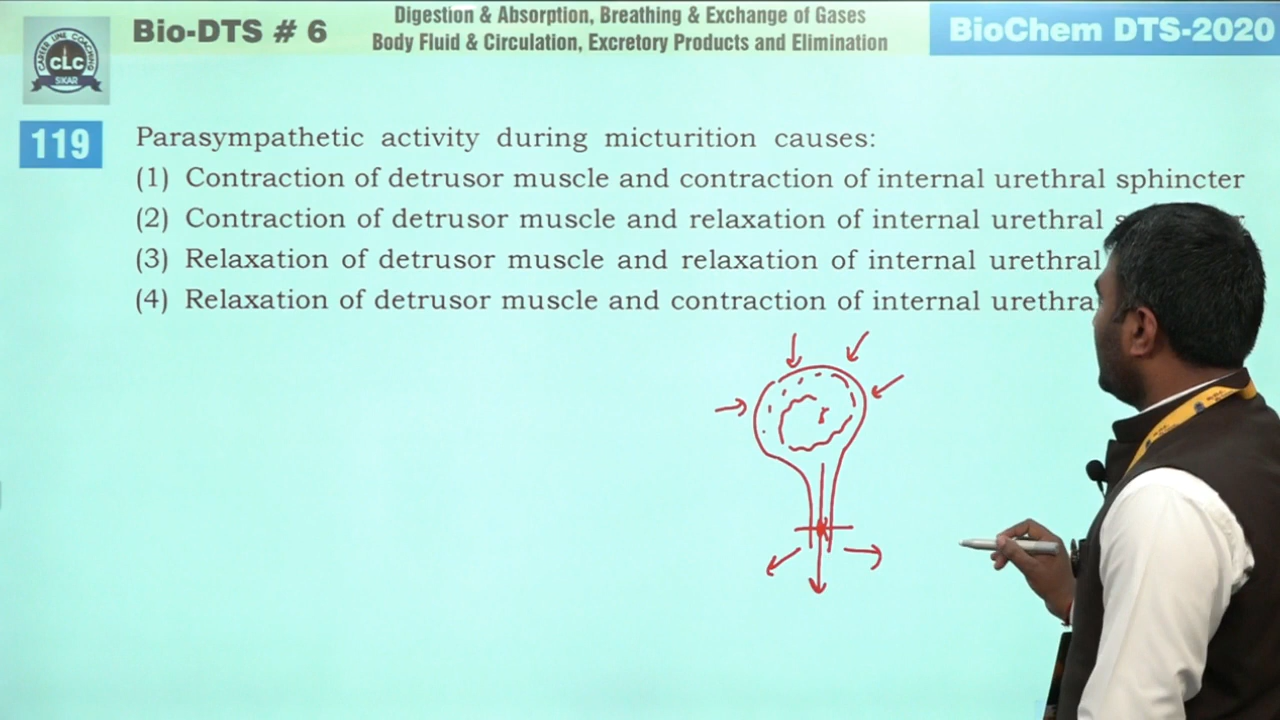 CAREER LINE COACHING
CLC
SIKAR
Bio-DTS # 6
Digestion & Absorption, Breathing & Exchange of Gases
Body Fluid & Circulation, Excretory Products and Elimination
BioChem DTS-2020
119
Parasympathetic activity during micturition causes:
(1) Contraction of detrusor muscle and contraction of internal urethral sphincter
(2) Contraction of detrusor muscle and relaxation of internal urethral
(3) Relaxation of detrusor muscle and relaxation of internal urethral
(4) Relaxation of detrusor muscle and contraction of internal urethra